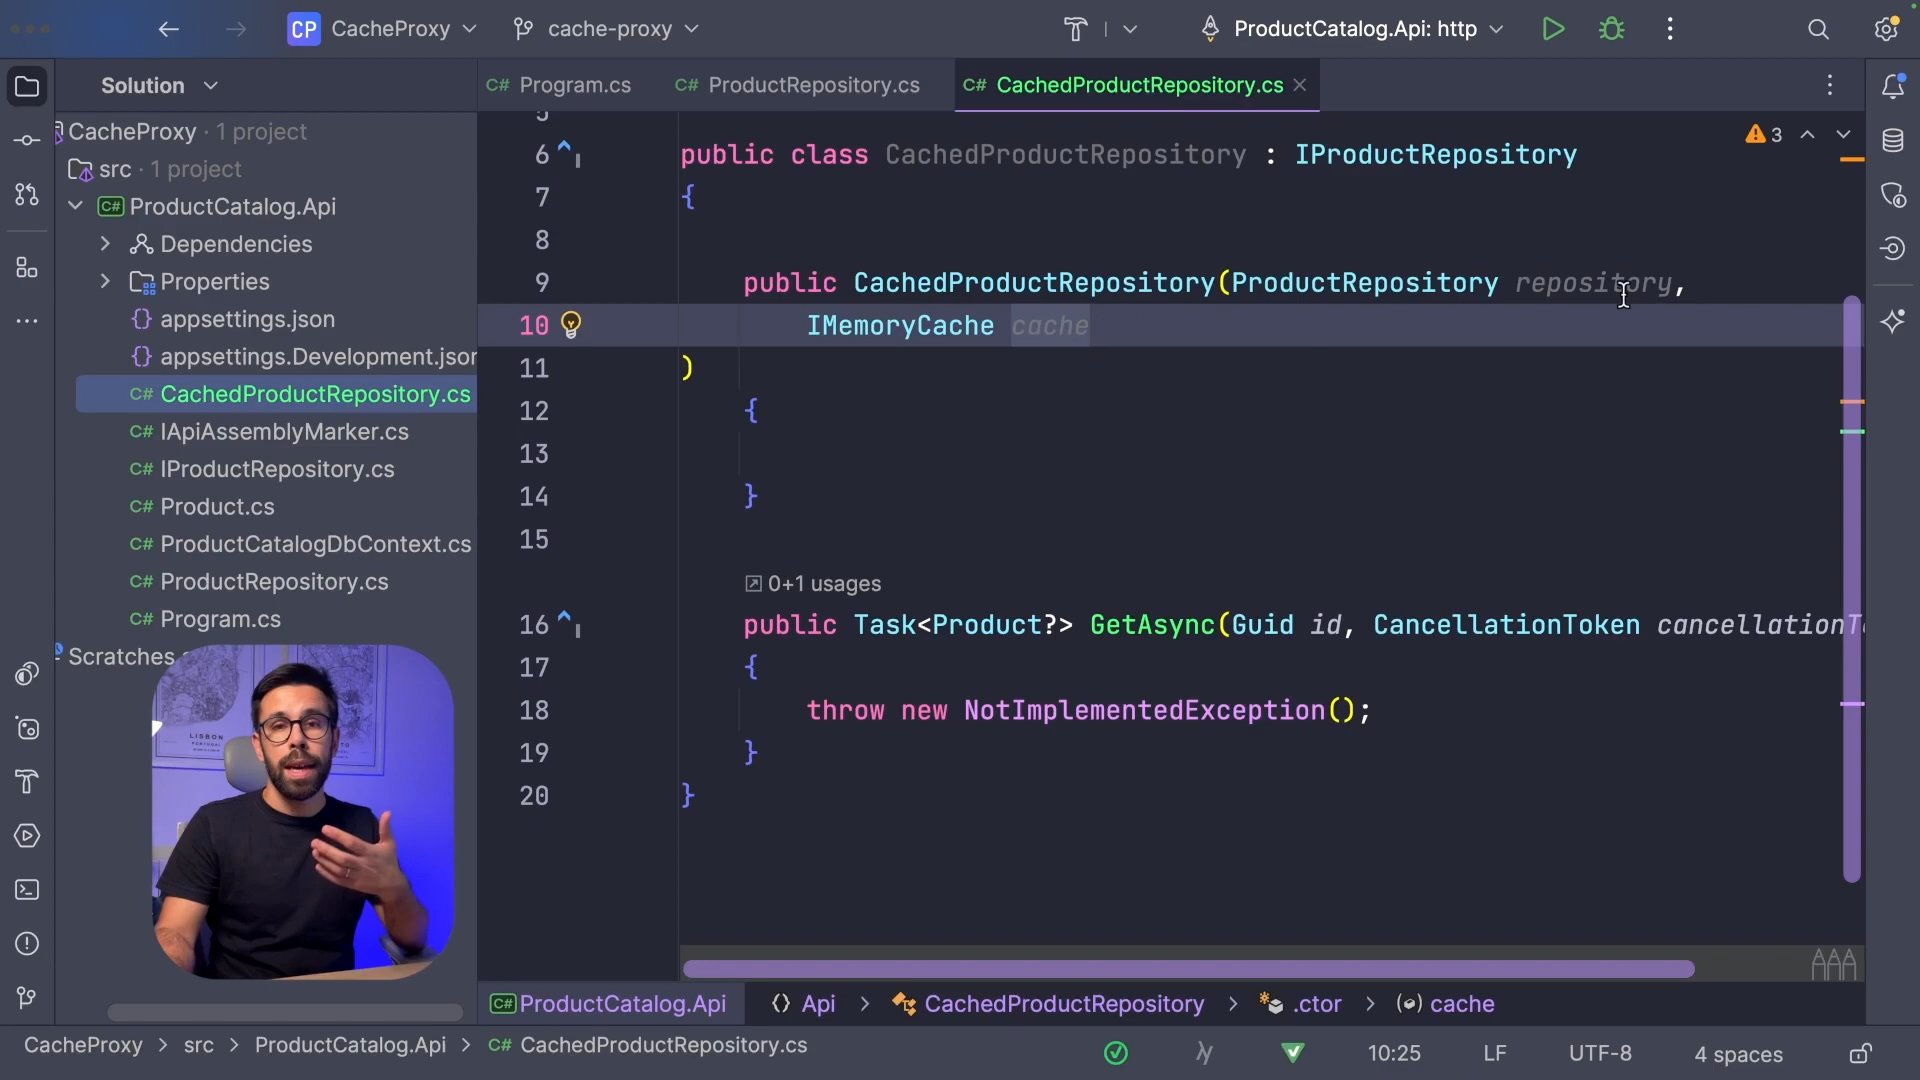 CP CacheProxy cache-proxy ProductCatalog.Api: http
Solution
C# Program.cs C# ProductRepository.cs C# CachedProductRepository.cs
CacheProxy · 1 project
src · 1 project
C# ProductCatalog.Api
Dependencies
Properties
{} appsettings.json
{} appsettings.Development.json
C# CachedProductRepository.cs
C# IApiAssemblyMarker.cs
C# IProductRepository.cs
C# Product.cs
C# ProductCatalogDbContext.cs
C# ProductRepository.cs
C# Program.cs
Scratches
LISBON
PORTUGAL
3
5
6 public class CachedProductRepository : IProductRepository
7 {
8
9 public CachedProductRepository(ProductRepository repository,
10 IMemoryCache cache
11 )
12 {
13
14 }
15
0+1 usages
16 public Task<Product?> GetAsync(Guid id, CancellationToken cancellationT
17 {
18 throw new NotImplementedException();
19 }
20 }
C# ProductCatalog.Api {} Api > CachedProductRepository > .ctor > cache
CacheProxy > src > ProductCatalog.Api > C# CachedProductRepository.cs 10:25 LF UTF-8 4 spaces